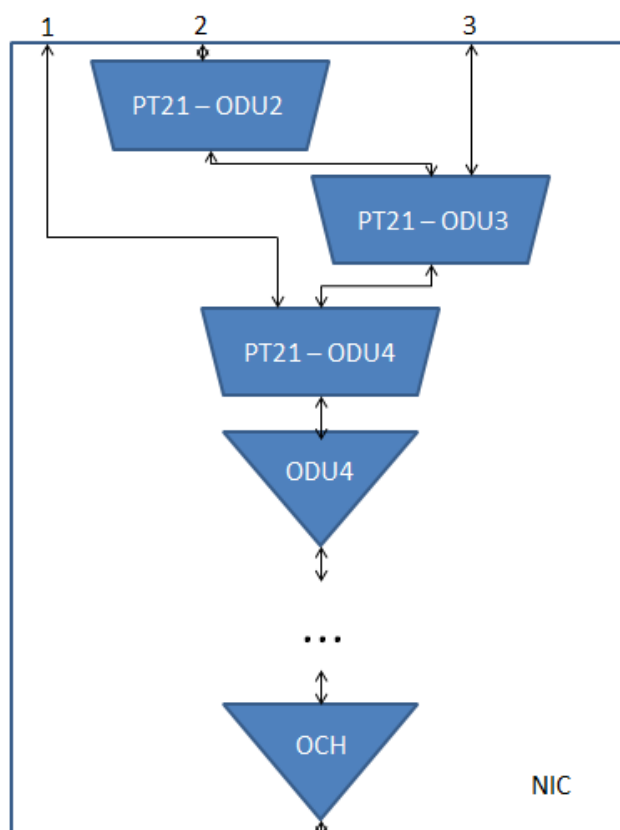 1 2 3
PT21 – ODU2
PT21 – ODU3
PT21 – ODU4
ODU4
...
OCH
NIC